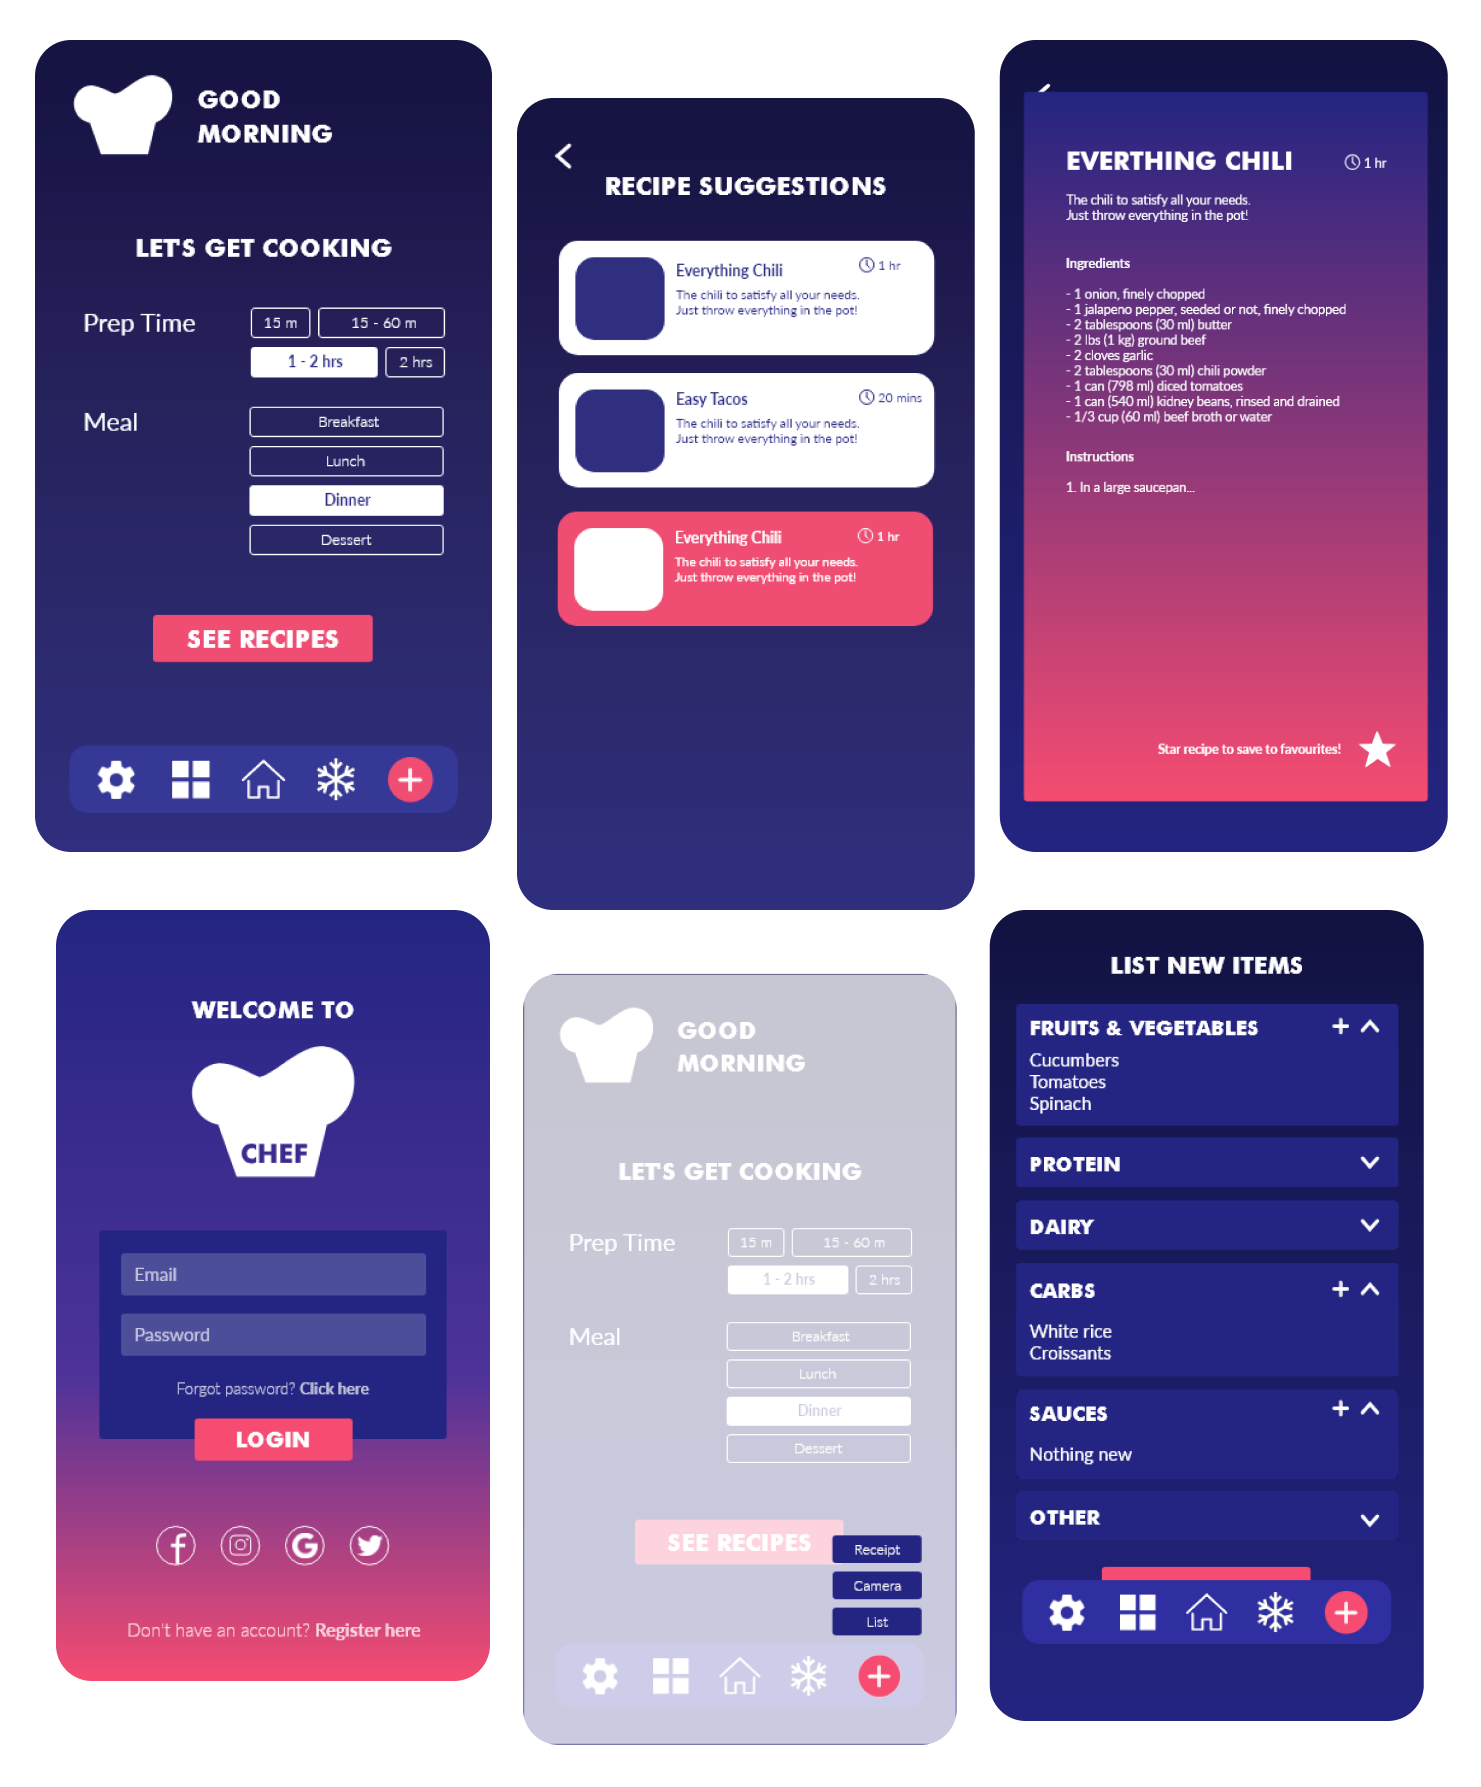 GOOD
MORNING
LET'S GET COOKING
Prep Time
15 m
15 - 60 m
1 - 2 hrs
2 hrs
Meal
Breakfast
Lunch
Dinner
Dessert
SEE RECIPES
RECIPE SUGGESTIONS
Everything Chili
1 hr
The chili to satisfy all your needs.
Just throw everything in the pot!
Easy Tacos
20 mins
The chili to satisfy all your needs.
Just throw everything in the pot!
Everything Chili
1 hr
The chili to satisfy all your needs.
Just throw everything in the pot!
EVERTHING CHILI
1 hr
The chili to satisfy all your needs.
Just throw everything in the pot!
Ingredients
- 1 onion, finely chopped
- 1 jalapeno pepper, seeded or not, finely chopped
- 2 tablespoons (30 ml) butter
- 2 lbs (1 kg) ground beef
- 2 cloves garlic
- 2 tablespoons (30 ml) chili powder
- 1 can (798 ml) diced tomatoes
- 1 can (540 ml) kidney beans, rinsed and drained
- 1/3 cup (60 ml) beef broth or water
Instructions
1. In a large saucepan...
Star recipe to save to favourites!
WELCOME TO
CHEF
Email
Password
Forgot password? Click here
LOGIN
Don't have an account? Register here
GOOD
MORNING
LET'S GET COOKING
Prep Time
15 m
15 - 60 m
1 - 2 hrs
2 hrs
Meal
Breakfast
Lunch
Dinner
Dessert
SEE RECIPES
Receipt
Camera
List
LIST NEW ITEMS
FRUITS & VEGETABLES
Cucumbers
Tomatoes
Spinach
PROTEIN
DAIRY
CARBS
White rice
Croissants
SAUCES
Nothing new
OTHER